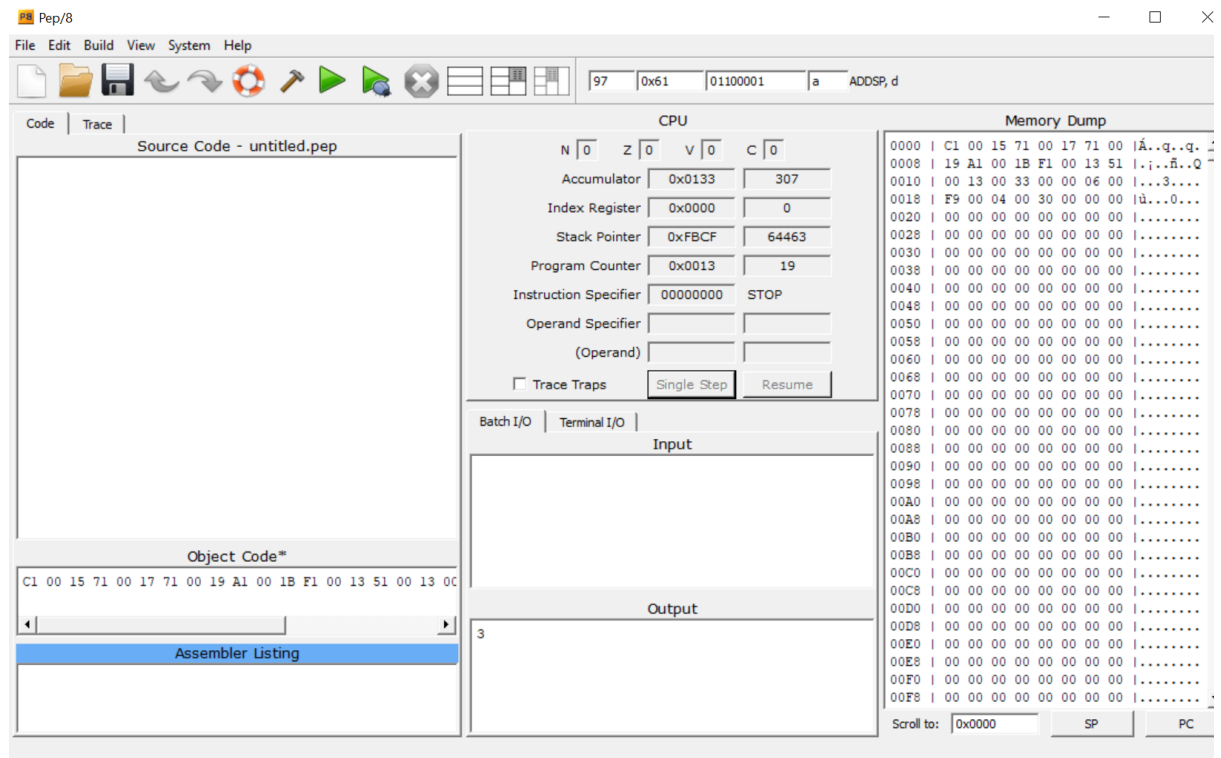 Pep/8
File Edit Build View System Help
97 0x61 01100001 a ADDSP, d
Code Trace
Source Code - untitled.pep
Object Code*
C1 00 15 71 00 17 71 00 19 A1 00 1B F1 00 13 51 00 13 00
Assembler Listing
CPU
N 0 Z 0 V 0 C 0
Accumulator 0x0133 307
Index Register 0x0000 0
Stack Pointer 0xFBCF 64463
Program Counter 0x0013 19
Instruction Specifier 00000000 STOP
Operand Specifier
(Operand)
Trace Traps Single Step Resume
Batch I/O Terminal I/O
Input
Output
3
Memory Dump
0000 | C1 00 15 71 00 17 71 00 |Á..q..q.
0008 | 19 A1 00 1B F1 00 13 51 |.¡..ñ..Q
0010 | 00 13 00 33 00 00 06 00 |...3....
0018 | F9 00 04 00 30 00 00 00 |ù...0...
0020 | 00 00 00 00 00 00 00 00 |........
0028 | 00 00 00 00 00 00 00 00 |........
0030 | 00 00 00 00 00 00 00 00 |........
0038 | 00 00 00 00 00 00 00 00 |........
0040 | 00 00 00 00 00 00 00 00 |........
0048 | 00 00 00 00 00 00 00 00 |........
0050 | 00 00 00 00 00 00 00 00 |........
0058 | 00 00 00 00 00 00 00 00 |........
0060 | 00 00 00 00 00 00 00 00 |........
0068 | 00 00 00 00 00 00 00 00 |........
0070 | 00 00 00 00 00 00 00 00 |........
0078 | 00 00 00 00 00 00 00 00 |........
0080 | 00 00 00 00 00 00 00 00 |........
0088 | 00 00 00 00 00 00 00 00 |........
0090 | 00 00 00 00 00 00 00 00 |........
0098 | 00 00 00 00 00 00 00 00 |........
00A0 | 00 00 00 00 00 00 00 00 |........
00A8 | 00 00 00 00 00 00 00 00 |........
00B0 | 00 00 00 00 00 00 00 00 |........
00B8 | 00 00 00 00 00 00 00 00 |........
00C0 | 00 00 00 00 00 00 00 00 |........
00C8 | 00 00 00 00 00 00 00 00 |........
00D0 | 00 00 00 00 00 00 00 00 |........
00D8 | 00 00 00 00 00 00 00 00 |........
00E0 | 00 00 00 00 00 00 00 00 |........
00E8 | 00 00 00 00 00 00 00 00 |........
00F0 | 00 00 00 00 00 00 00 00 |........
00F8 | 00 00 00 00 00 00 00 00 |........
Scroll to: 0x0000 SP PC